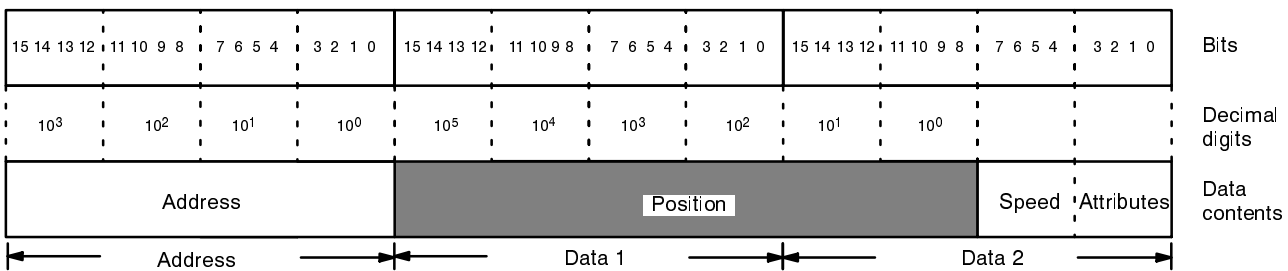 15 14 13 12 11 10 9 8 7 6 5 4 3 2 1 0 15 14 13 12 11 10 9 8 7 6 5 4 3 2 1 0 15 14 13 12 11 10 9 8 7 6 5 4 3 2 1 0 Bits
10³ 10² 10¹ 10⁰ 10⁵ 10⁴ 10³ 10² 10¹ 10⁰ Decimal
digits
Address Position Speed Attributes Data
contents
Address Data 1 Data 2